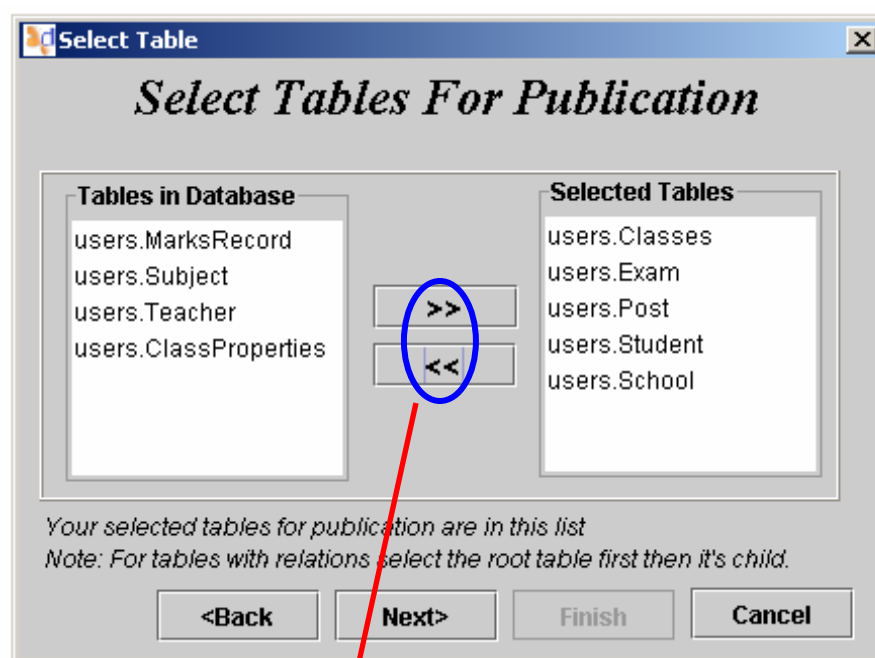 Select Table
Select Tables For Publication
Tables in Database
users.MarksRecord
users.Subject
users.Teacher
users.ClassProperties
>>
<<
Selected Tables
users.Classes
users.Exam
users.Post
users.Student
users.School
Your selected tables for publication are in this list
Note: For tables with relations select the root table first then it's child.
<Back Next> Finish Cancel